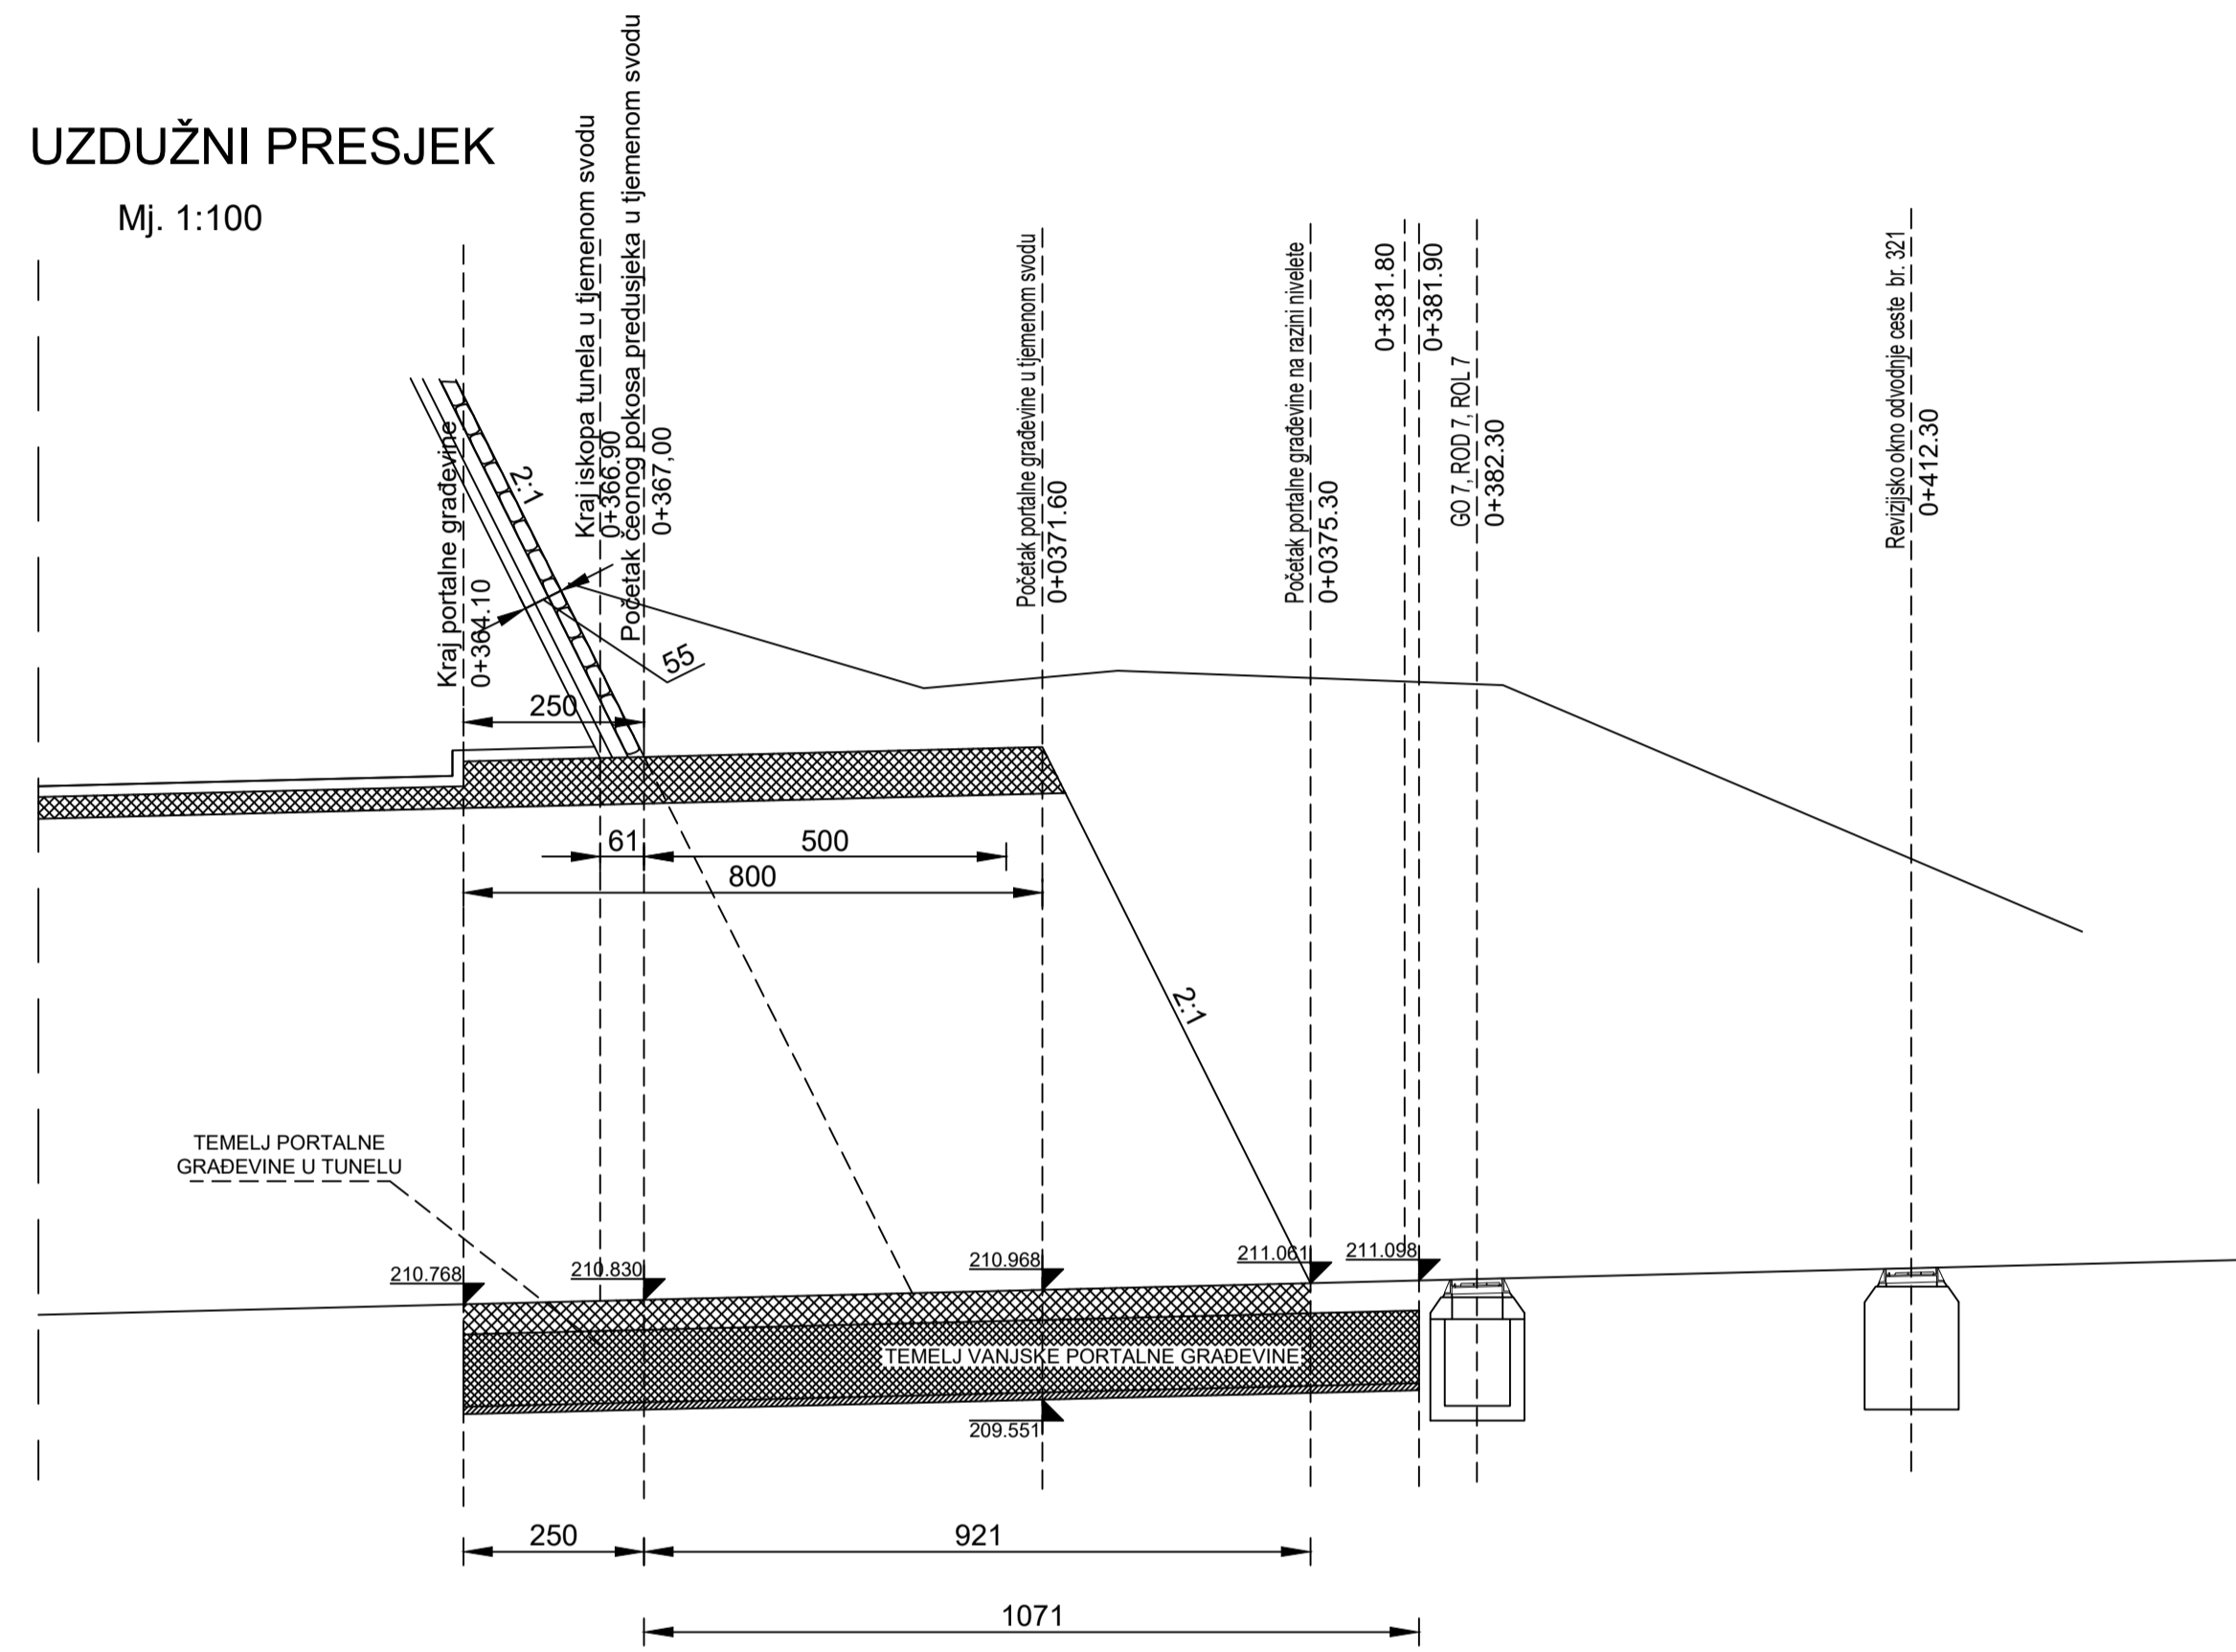 UZDUŽNI PRESJEK
Mj. 1:100
Kraj portalne građevine
0+364.10
2:1
Kraj iskopa tunela u tjemenom svodu
0+366.90
Početak čeonog pokosa predusjeka u tjemenom svodu
0+367,00
Početak portalne građevine u tjemenom svodu
0+0371.60
Početak portalne građevine na razini nivelete
0+0375.30
0+381.80
0+381.90
GO 7, ROD 7, ROL 7
0+382.30
Revizijsko okno odvodnje ceste br. 321
0+412.30
55
250
61
500
800
2:1
TEMELJ PORTALNE
GRAĐEVINE U TUNELU
210.768
210.830
210.968
211.061
211.098
TEMELJ VANJSKE PORTALNE GRAĐEVINE
209.551
250
921
1071